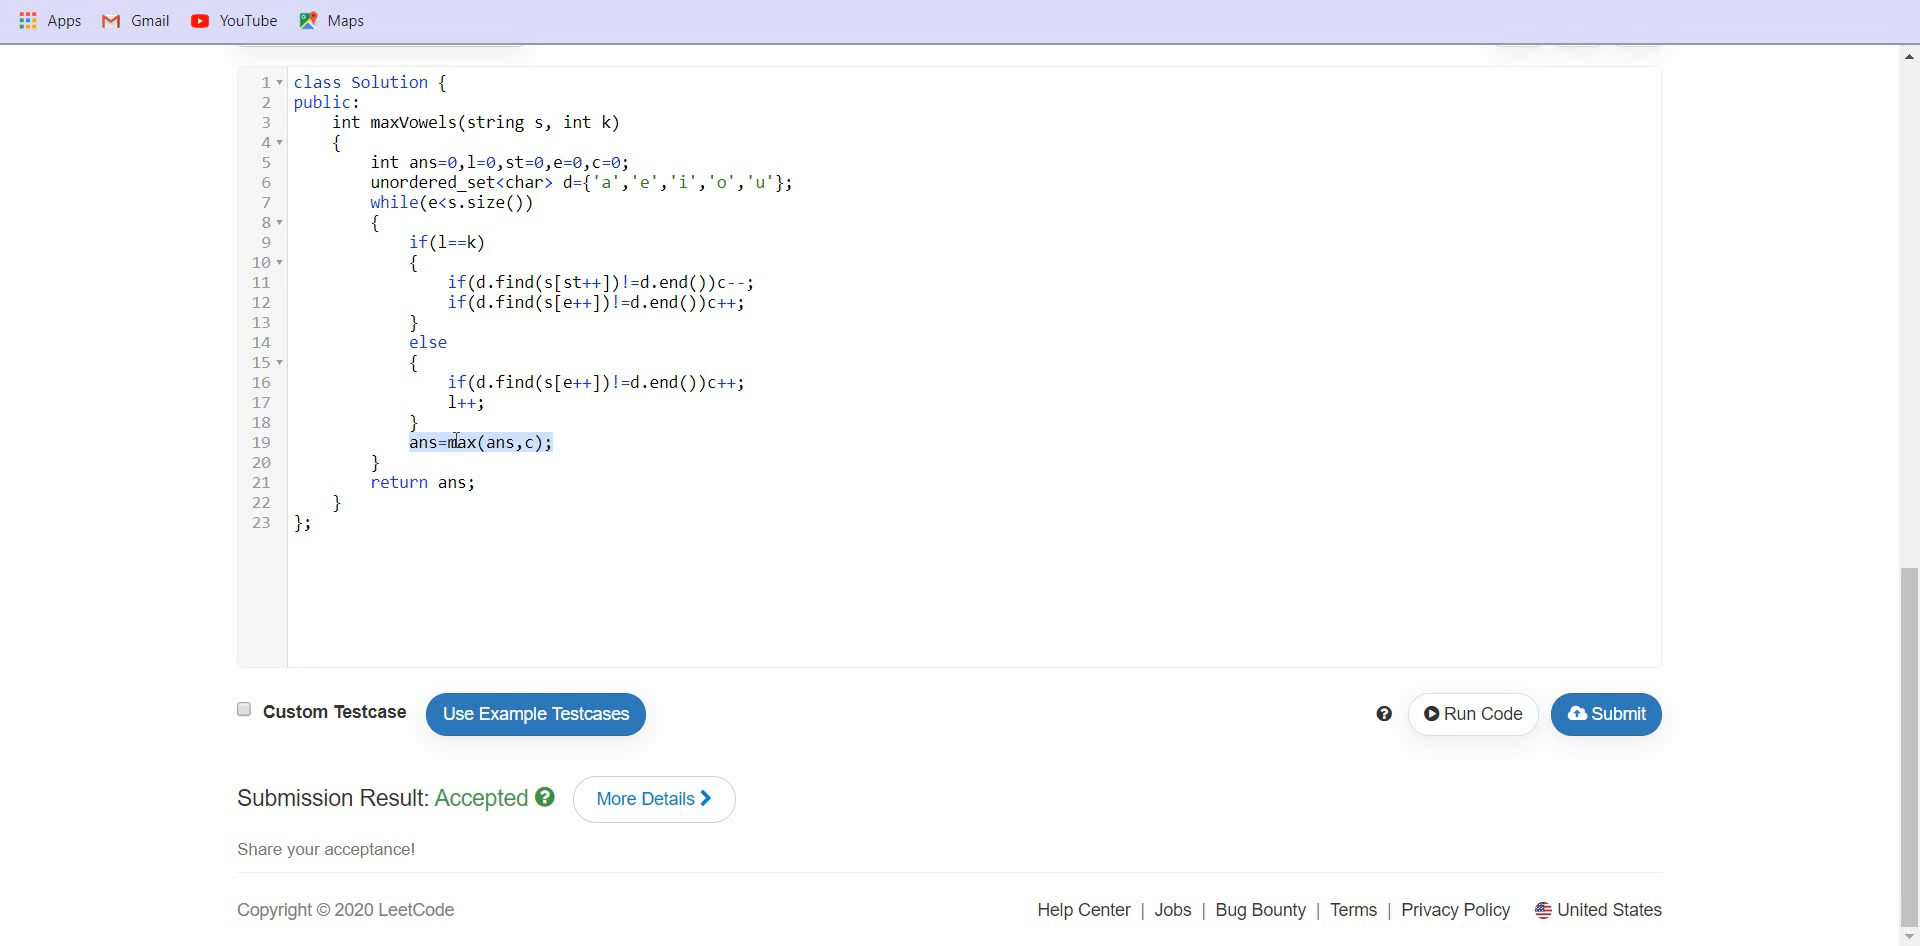 Apps Gmail YouTube Maps
1 class Solution {
2 public:
3 int maxVowels(string s, int k)
4 {
5 int ans=0,l=0,st=0,e=0,c=0;
6 unordered_set<char> d={'a','e','i','o','u'};
7 while(e<s.size())
8 {
9 if(l==k)
10 {
11 if(d.find(s[st++])!=d.end())c--;
12 if(d.find(s[e++])!=d.end())c++;
13 }
14 else
15 {
16 if(d.find(s[e++])!=d.end())c++;
17 l++;
18 }
19 ans=max(ans,c);
20 }
21 return ans;
22 }
23 };
Custom Testcase Use Example Testcases Run Code Submit
Submission Result: Accepted More Details
Share your acceptance!
Copyright © 2020 LeetCode Help Center | Jobs | Bug Bounty | Terms | Privacy Policy United States